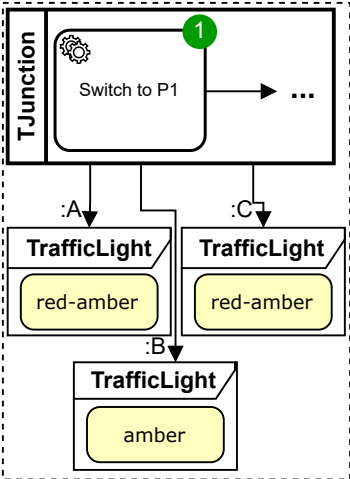 TJunction
1
Switch to P1
...
:A
:C
TrafficLight
TrafficLight
red-amber
red-amber
:B
TrafficLight
amber